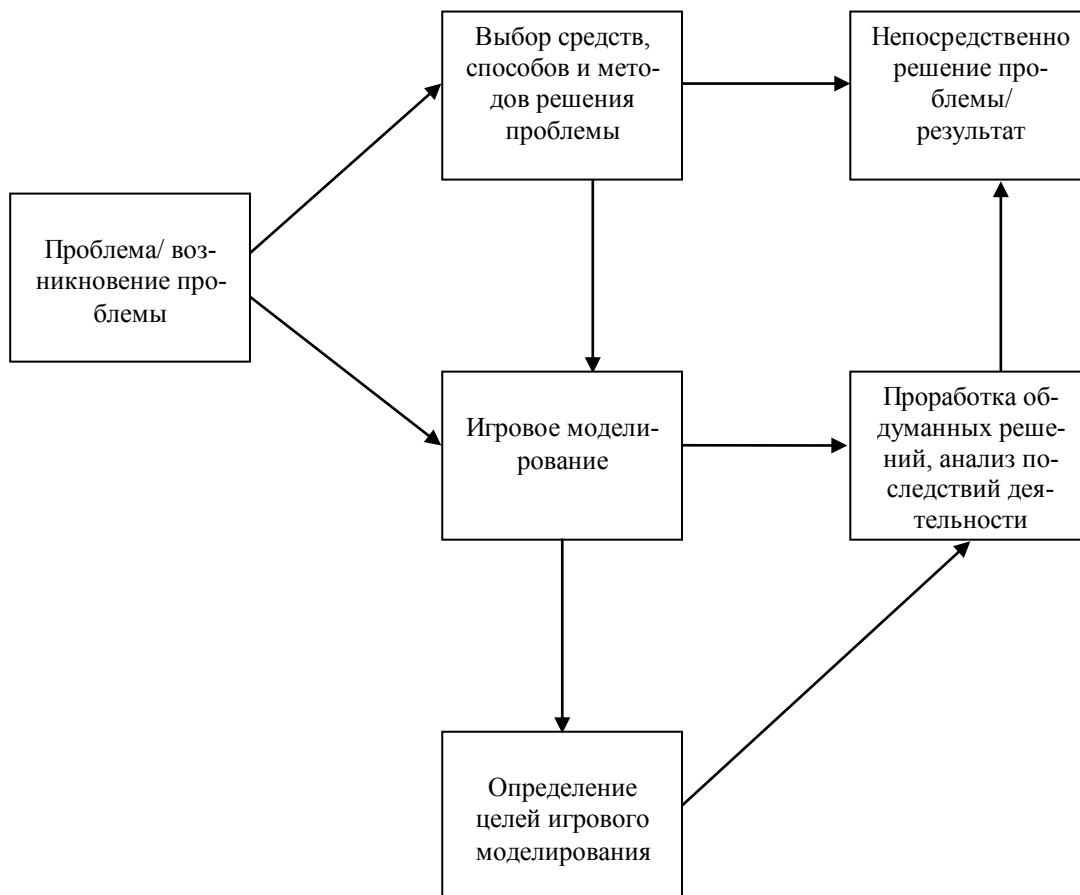 Выбор средств,
способов и мето-
дов решения
проблемы
Непосредственно
решение про-
блемы/
результат
Проблема/ воз-
никновение про-
блемы
Игровое модели-
рование
Проработка об-
думанных реше-
ний, анализ по-
следствий дея-
тельности
Определение
целей игрового
моделирования